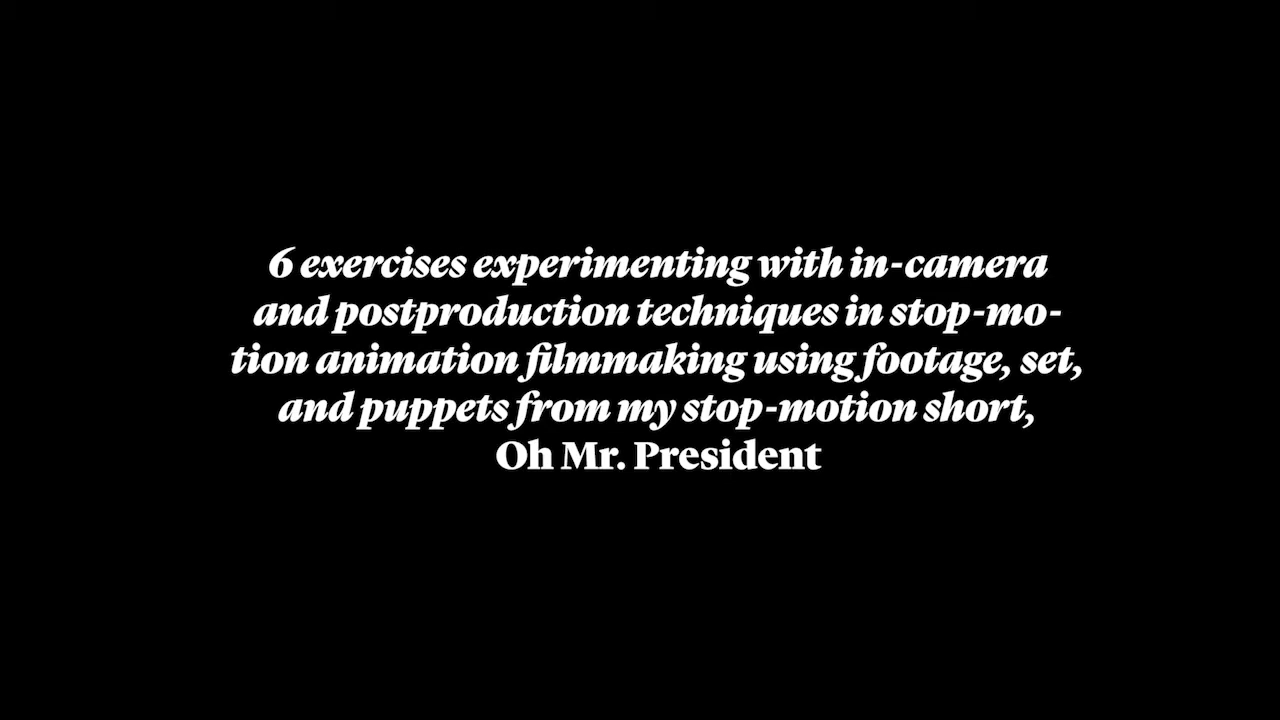 6 exercises experimenting with in-camera
and postproduction techniques in stop-mo-
tion animation filmmaking using footage, set,
and puppets from my stop-motion short,
Oh Mr. President